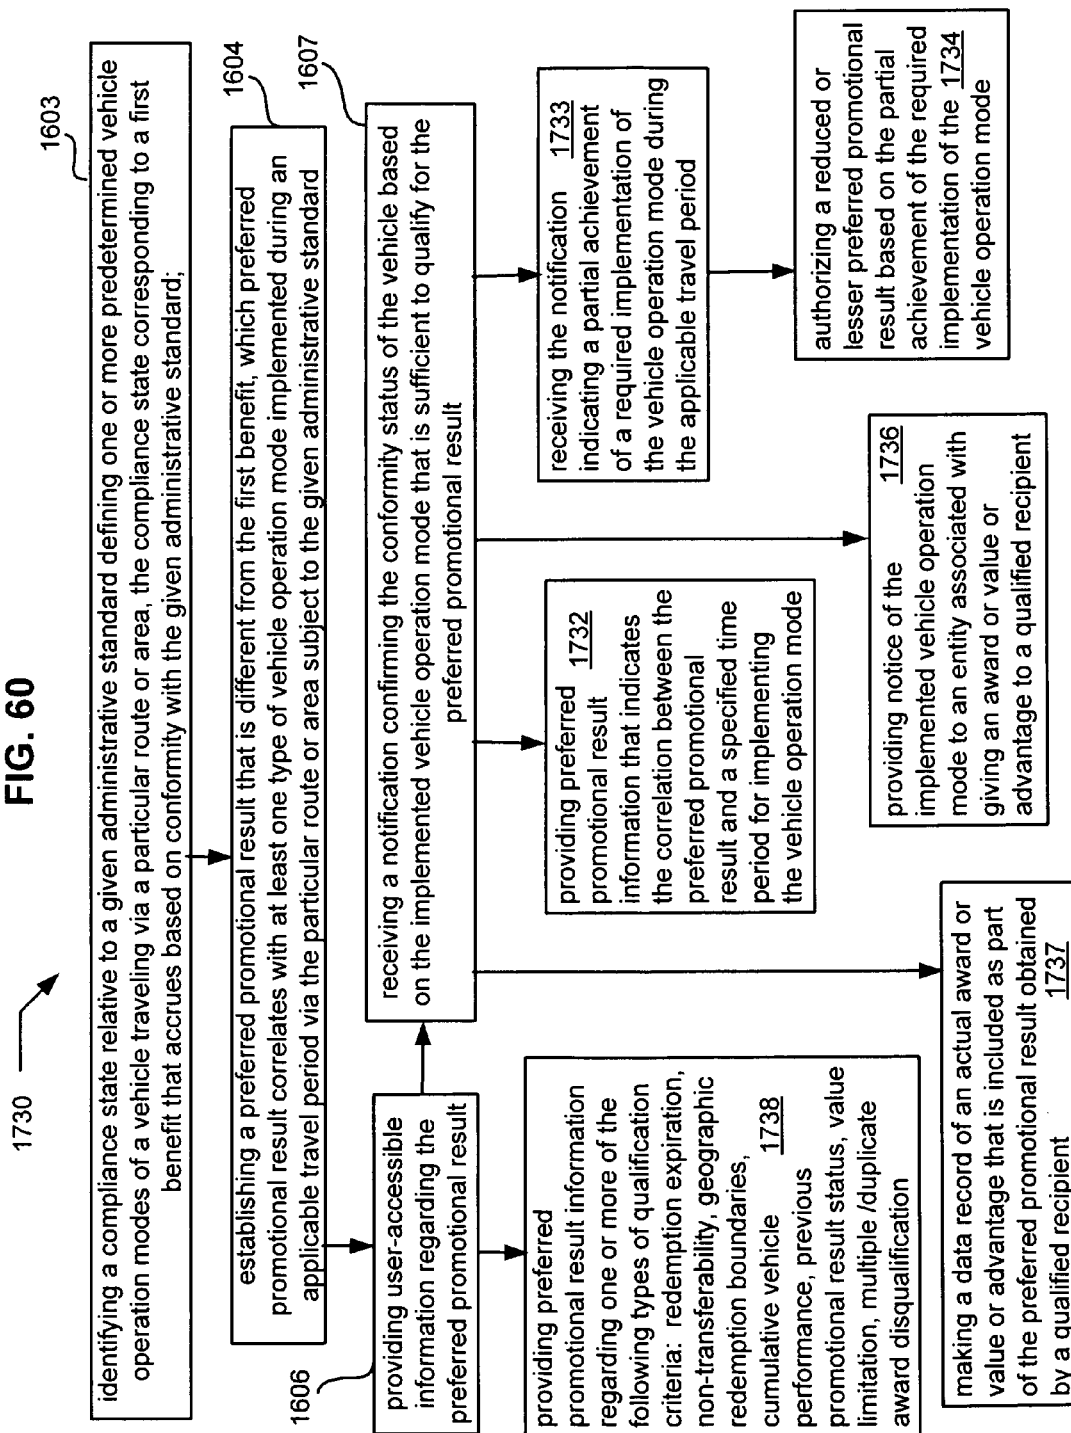 FIG. 60
1730
1603
identifying a compliance state relative to a given administrative standard defining one or more predetermined vehicle
operation modes of a vehicle traveling via a particular route or area, the compliance state corresponding to a first
benefit that accrues based on conformity with the given administrative standard;
1604
establishing a preferred promotional result that is different from the first benefit, which preferred
promotional result correlates with at least one type of vehicle operation mode implemented during an
applicable travel period via the particular route or area subject to the given administrative standard
1606
providing user-accessible
information regarding the
preferred promotional result
1607
receiving a notification confirming the conformity status of the vehicle based
on the implemented vehicle operation mode that is sufficient to qualify for the
preferred promotional result
providing preferred
promotional result information
regarding one or more of the
following types of qualification
criteria: redemption expiration,
non-transferability, geographic
redemption boundaries,
cumulative vehicle 1738
performance, previous
promotional result status, value
limitation, multiple /duplicate
award disqualification
providing preferred 1732
promotional result
information that indicates
the correlation between the
preferred promotional
result and a specified time
period for implementing
the vehicle operation mode
receiving the notification 1733
indicating a partial achievement
of a required implementation of
the vehicle operation mode during
the applicable travel period
making a data record of an actual award or
value or advantage that is included as part
of the preferred promotional result obtained
by a qualified recipient 1737
providing notice of the 1736
implemented vehicle operation
mode to an entity associated with
giving an award or value or
advantage to a qualified recipient
authorizing a reduced or
lesser preferred promotional
result based on the partial
achievement of the required
implementation of the 1734
vehicle operation mode